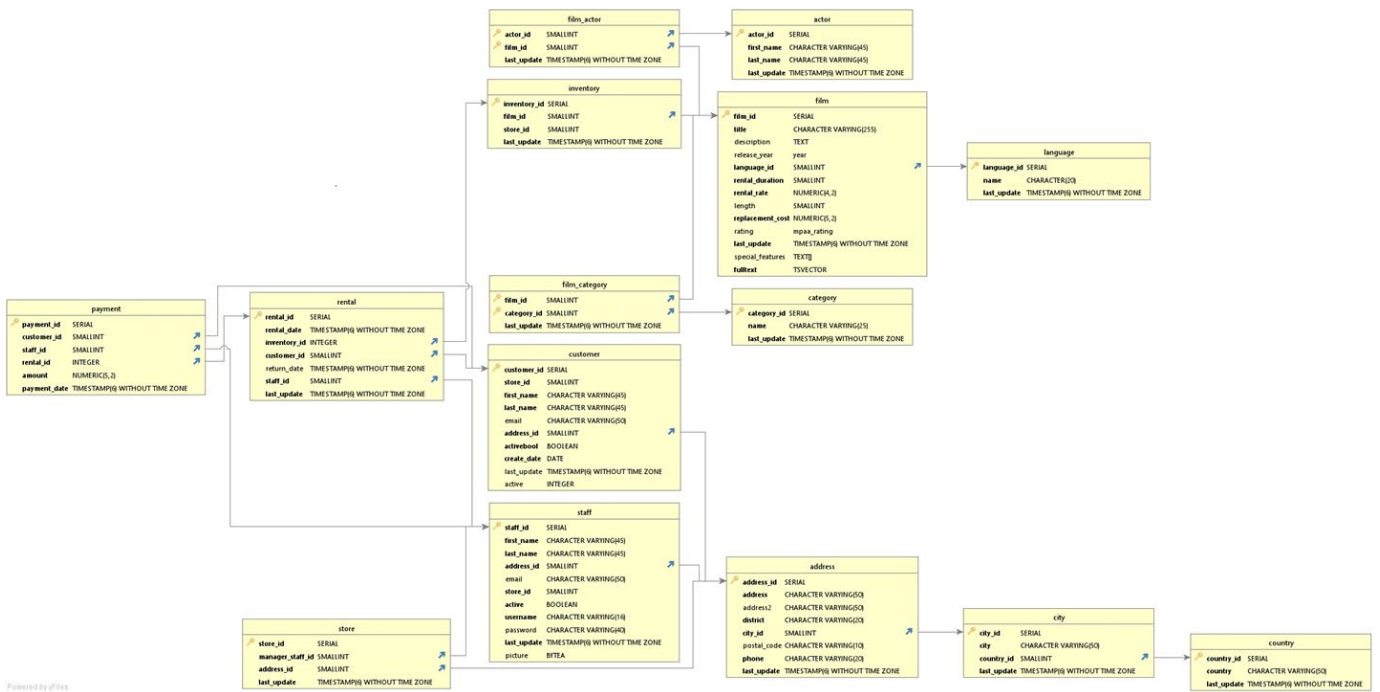 film_actor
actor_id SMALLINT
film_id SMALLINT
last_update TIMESTAMP(6) WITHOUT TIME ZONE
actor
actor_id SERIAL
first_name CHARACTER VARYING(45)
last_name CHARACTER VARYING(45)
last_update TIMESTAMP(6) WITHOUT TIME ZONE
inventory
inventory_id SERIAL
film_id SMALLINT
store_id SMALLINT
last_update TIMESTAMP(6) WITHOUT TIME ZONE
film
film_id SERIAL
title CHARACTER VARYING(255)
description TEXT
release_year year
language_id SMALLINT
rental_duration SMALLINT
rental_rate NUMERIC(4,2)
length SMALLINT
replacement_cost NUMERIC(5,2)
rating mpaa_rating
last_update TIMESTAMP(6) WITHOUT TIME ZONE
special_features TEXT[]
fulltext TSVECTOR
language
language_id SERIAL
name CHARACTER(20)
last_update TIMESTAMP(6) WITHOUT TIME ZONE
film_category
film_id SMALLINT
category_id SMALLINT
last_update TIMESTAMP(6) WITHOUT TIME ZONE
category
category_id SERIAL
name CHARACTER VARYING(25)
last_update TIMESTAMP(6) WITHOUT TIME ZONE
payment
payment_id SERIAL
customer_id SMALLINT
staff_id SMALLINT
rental_id INTEGER
amount NUMERIC(5,2)
payment_date TIMESTAMP(6) WITHOUT TIME ZONE
rental
rental_id SERIAL
rental_date TIMESTAMP(6) WITHOUT TIME ZONE
inventory_id INTEGER
customer_id SMALLINT
return_date TIMESTAMP(6) WITHOUT TIME ZONE
staff_id SMALLINT
last_update TIMESTAMP(6) WITHOUT TIME ZONE
customer
customer_id SERIAL
store_id SMALLINT
first_name CHARACTER VARYING(45)
last_name CHARACTER VARYING(45)
email CHARACTER VARYING(50)
address_id SMALLINT
activebool BOOLEAN
create_date DATE
last_update TIMESTAMP(6) WITHOUT TIME ZONE
active INTEGER
staff
staff_id SERIAL
first_name CHARACTER VARYING(45)
last_name CHARACTER VARYING(45)
address_id SMALLINT
email CHARACTER VARYING(50)
store_id SMALLINT
active BOOLEAN
username CHARACTER VARYING(16)
password CHARACTER VARYING(40)
last_update TIMESTAMP(6) WITHOUT TIME ZONE
picture BYTEA
store
store_id SERIAL
manager_staff_id SMALLINT
address_id SMALLINT
last_update TIMESTAMP(6) WITHOUT TIME ZONE
address
address_id SERIAL
address CHARACTER VARYING(50)
address2 CHARACTER VARYING(50)
district CHARACTER VARYING(20)
city_id SMALLINT
postal_code CHARACTER VARYING(10)
phone CHARACTER VARYING(20)
last_update TIMESTAMP(6) WITHOUT TIME ZONE
city
city_id SERIAL
city CHARACTER VARYING(50)
country_id SMALLINT
last_update TIMESTAMP(6) WITHOUT TIME ZONE
country
country_id SERIAL
country CHARACTER VARYING(50)
last_update TIMESTAMP(6) WITHOUT TIME ZONE
Powered by yFiles